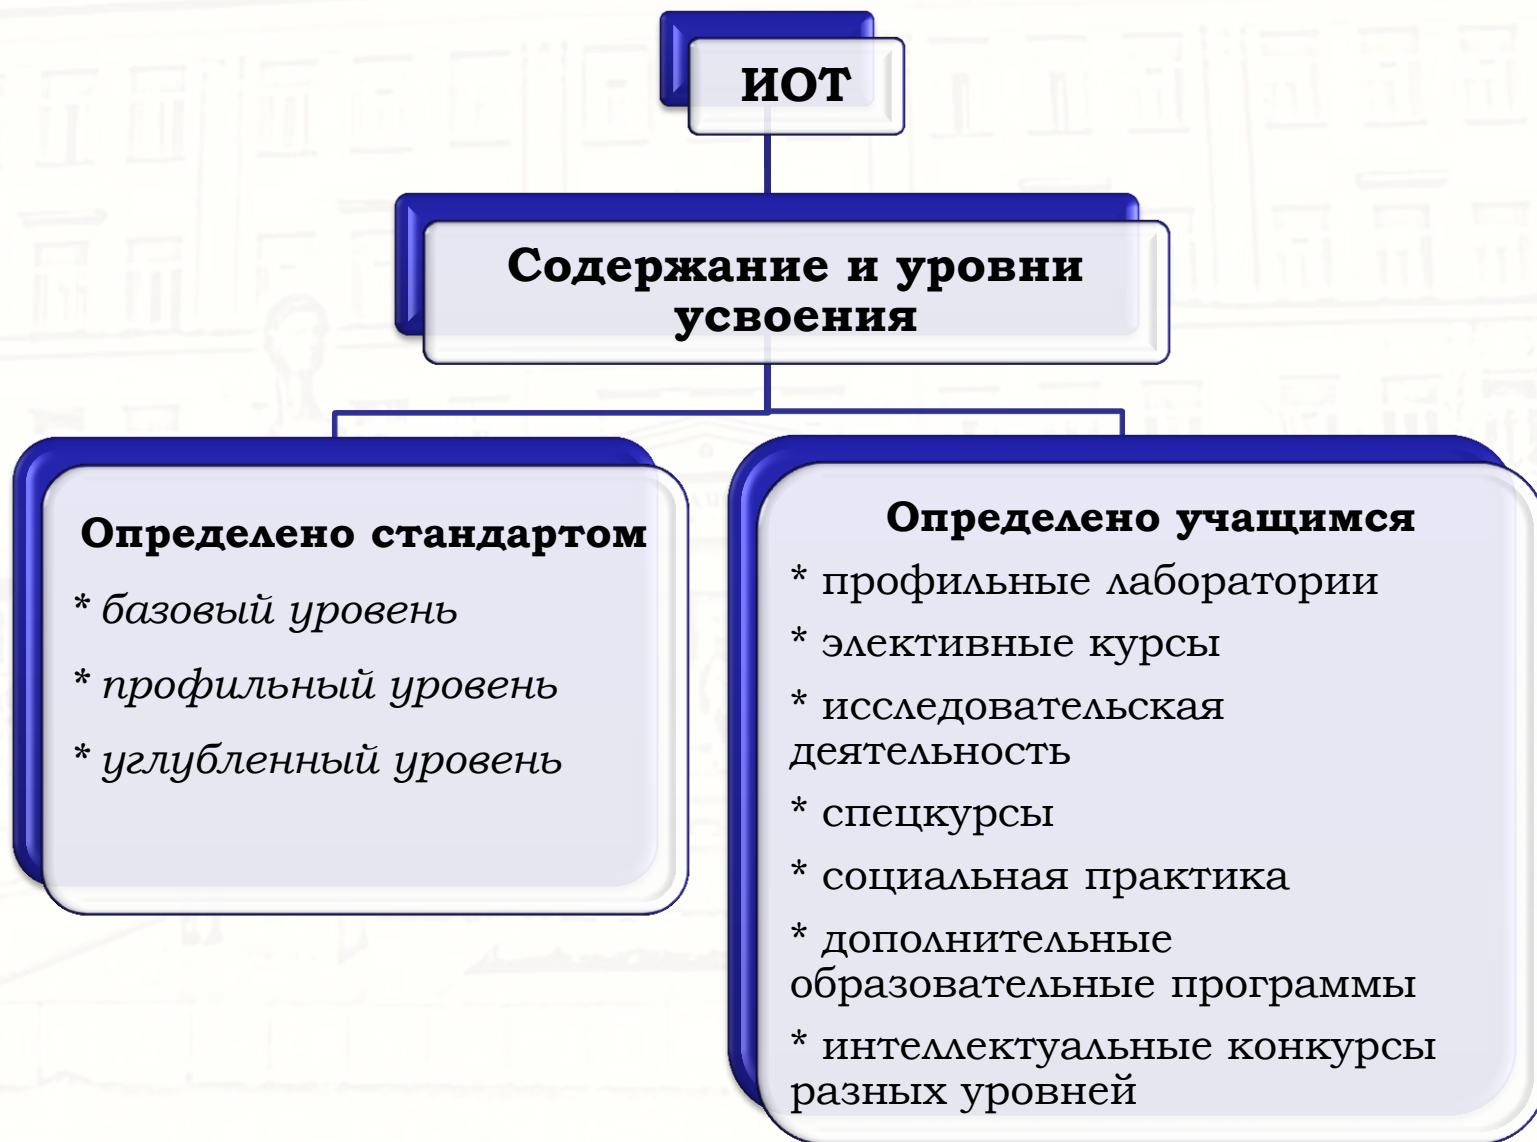 ИОТ
Содержание и уровни
усвоения
Определено стандартом
* базовый уровень
* профильный уровень
* углубленный уровень
Определено учащимся
* профильные лаборатории
* элективные курсы
* исследовательская
деятельность
* спецкурсы
* социальная практика
* дополнительные
образовательные программы
* интеллектуальные конкурсы
разных уровней